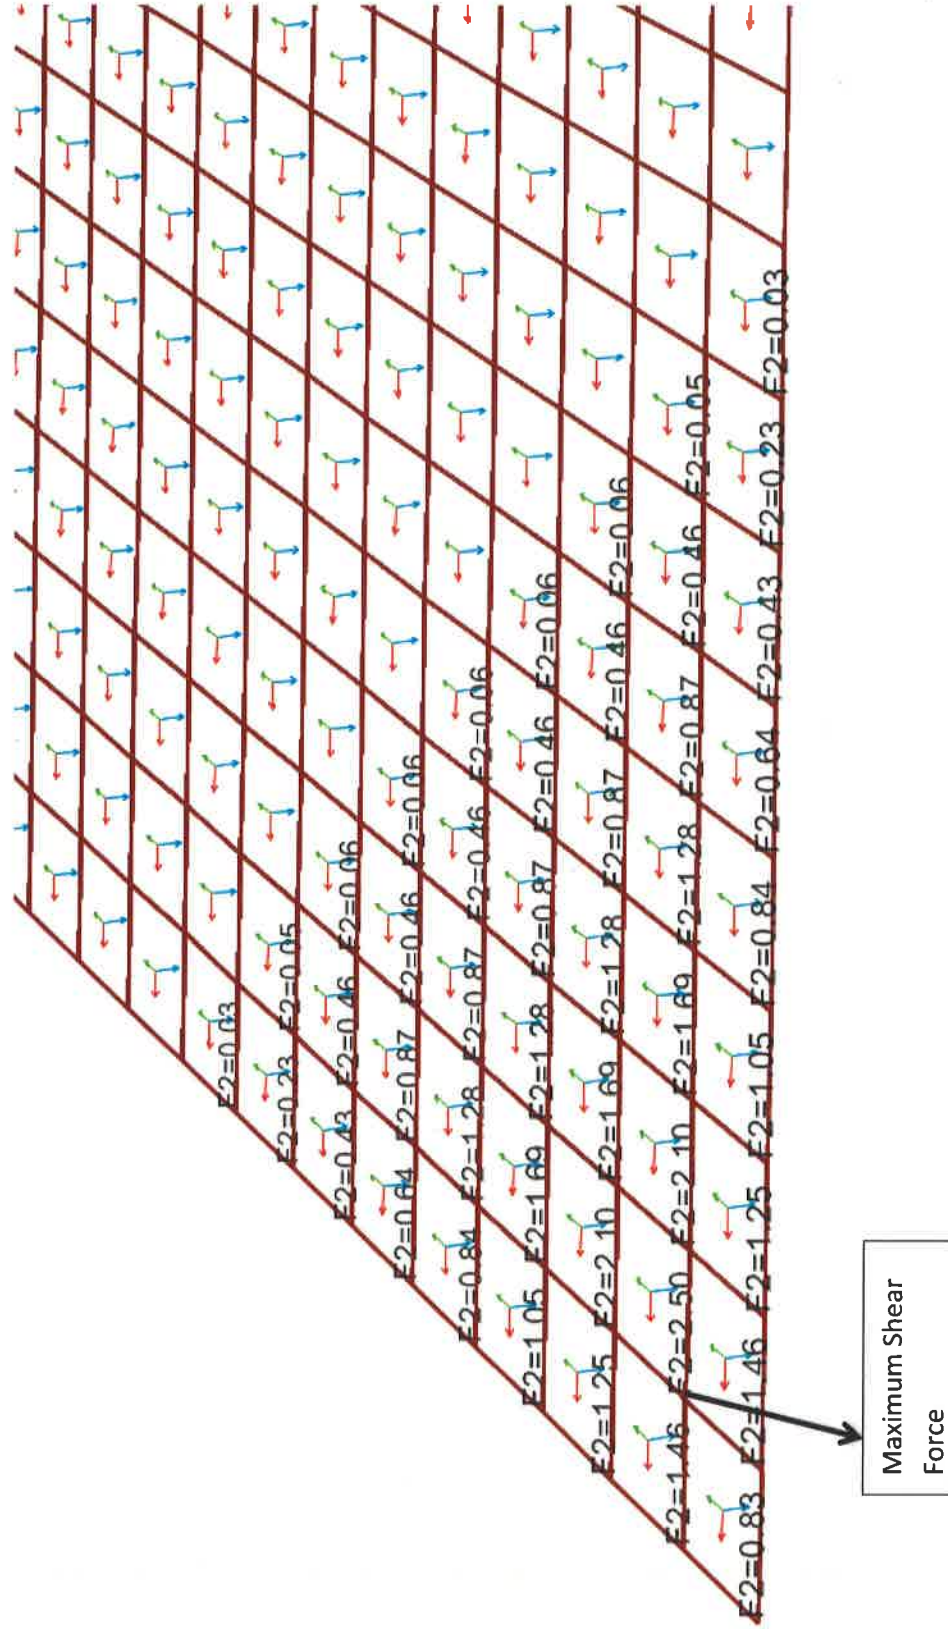 F2=0.03
F2=0.23 F2=0.05
F2=0.43 F2=0.46 F2=0.06
F2=0.64 F2=0.87 F2=0.46 F2=0.06
F2=0.84 F2=1.28 F2=0.87 F2=0.46 F2=0.06
F2=1.05 F2=1.69 F2=1.28 F2=0.87 F2=0.46 F2=0.06
F2=1.25 F2=2.10 F2=1.69 F2=1.28 F2=0.87 F2=0.46 F2=0.06
F2=1.46 F2=2.50 F2=2.10 F2=1.69 F2=1.28 F2=0.87 F2=0.46 F2=0.05
F2=0.83 F2=1.46 F2=1.25 F2=1.05 F2=0.84 F2=0.64 F2=0.43 F2=0.23 F2=0.03
Maximum Shear
Force